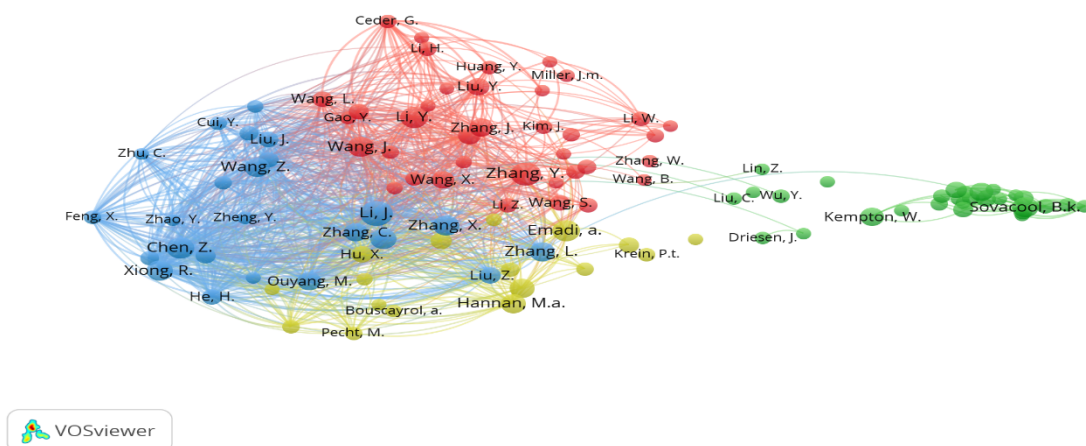 Ceder, G.
Li, H.
Huang, Y.
Miller, J.m.
Liu, Y.
Wang, L.
Gao, Y.
Li, Y.
Zhang, J.
Kim, J.
Li, W.
Cui, Y.
Liu, J.
Wang, J.
Zhu, C.
Wang, Z.
Zhang, Y.
Zhang, W.
Wang, B.
Lin, Z.
Wang, X.
Liu, C.
Wu, Y.
Li, Z.
Wang, S.
Feng, X.
Zhao, Y.
Zheng, Y.
Li, J.
Kempton, W.
Sovacool, B.k.
Zhang, C.
Zhang, X.
Emadi, a.
Driesen, J.
Chen, Z.
Hu, X.
Zhang, L.
Krein, P.t.
Xiong, R.
Ouyang, M.
Liu, Z.
He, H.
Bouscayrol, a.
Hannan, M.a.
Pecht, M.
VOSviewer